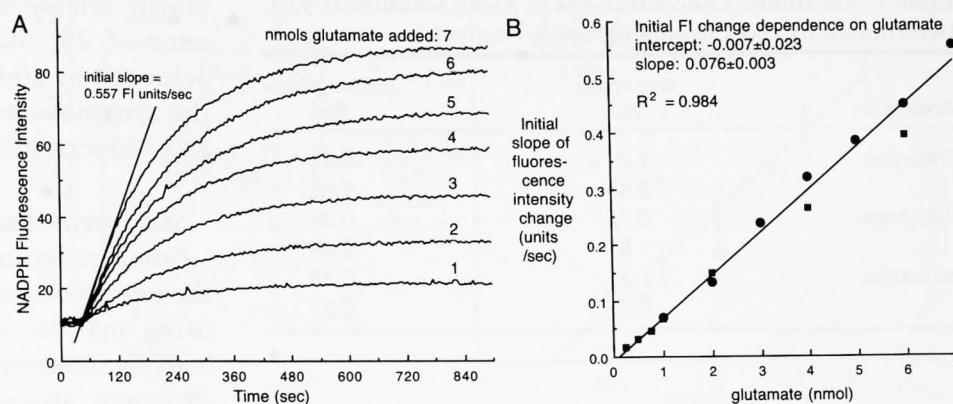 A
NADPH Fluorescence Intensity
80
60
40
20
0
nmols glutamate added: 7
6
5
4
3
2
1
initial slope =
0.557 FI units/sec
0 120 240 360 480 600 720 840
Time (sec)
B
Initial
slope of
fluores-
cence
intensity
change
(units
/sec)
0.6
0.5
0.4
0.3
0.2
0.1
0.0
Initial FI change dependence on glutamate
intercept: -0.007±0.023
slope: 0.076±0.003
R² = 0.984
0 1 2 3 4 5 6
glutamate (nmol)